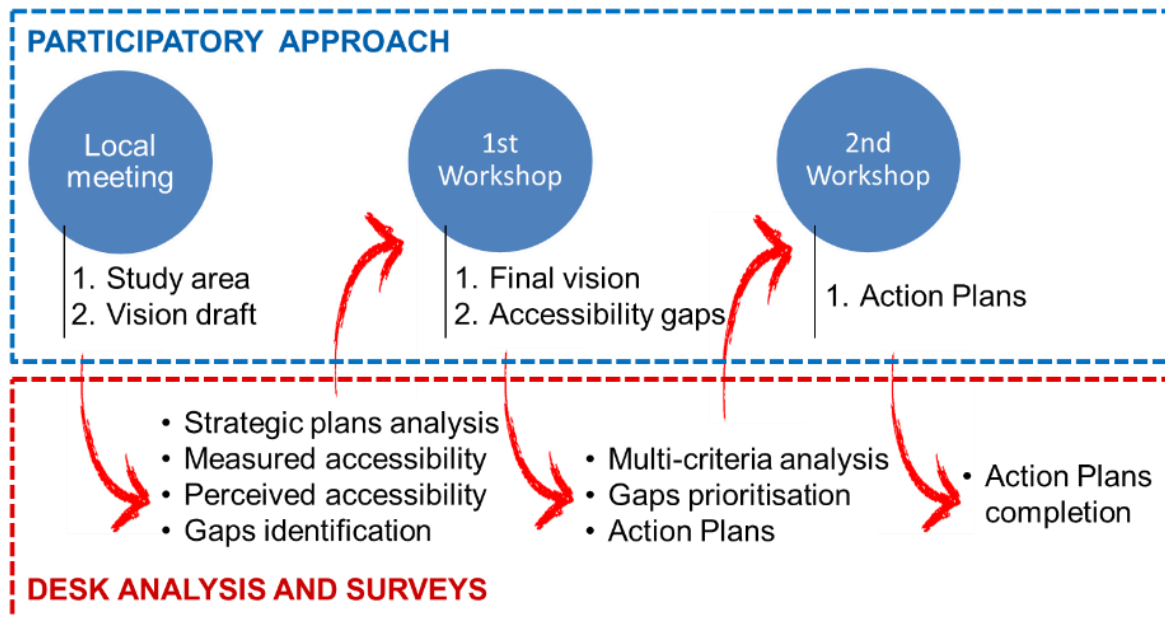 PARTICIPATORY APPROACH
Local
meeting
1. Study area
2. Vision draft
1st
Workshop
1. Final vision
2. Accessibility gaps
2nd
Workshop
1. Action Plans
• Strategic plans analysis
• Measured accessibility
• Perceived accessibility
• Gaps identification
• Multi-criteria analysis
• Gaps prioritisation
• Action Plans
• Action Plans
completion
DESK ANALYSIS AND SURVEYS